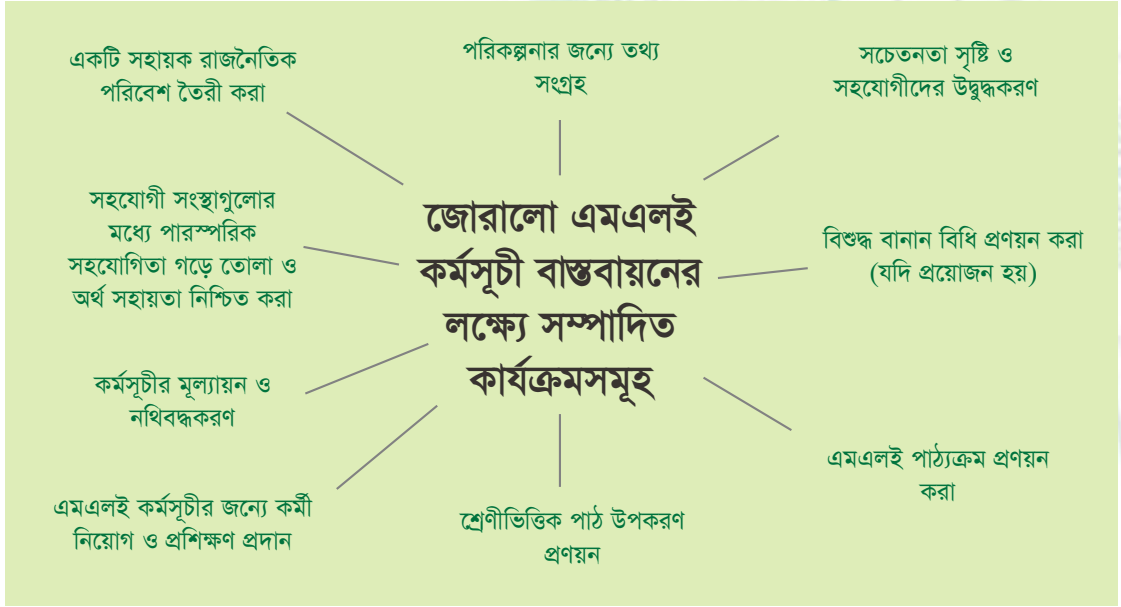 একটি সহায়ক রাজনৈতিক
পরিবেশ তৈরী করা
পরিকল্পনার জন্যে তথ্য
সংগ্রহ
সচেতনতা সৃষ্টি ও
সহযোগীদের উদ্বুদ্ধকরণ
সহযোগী সংস্থাগুলোর
মধ্যে পারস্পরিক
সহযোগিতা গড়ে তোলা ও
অর্থ সহায়তা নিশ্চিত করা
জোরালো এমএলই
কর্মসূচী বাস্তবায়নের
লক্ষ্যে সম্পাদিত
কার্যক্রমসমূহ
বিশুদ্ধ বানান বিধি প্রণয়ন করা
(যদি প্রয়োজন হয়)
কর্মসূচীর মূল্যায়ন ও
নথিবদ্ধকরণ
এমএলই পাঠ্যক্রম প্রণয়ন
করা
এমএলই কর্মসূচীর জন্যে কর্মী
নিয়োগ ও প্রশিক্ষণ প্রদান
শ্রেণীভিত্তিক পাঠ উপকরণ
প্রণয়ন